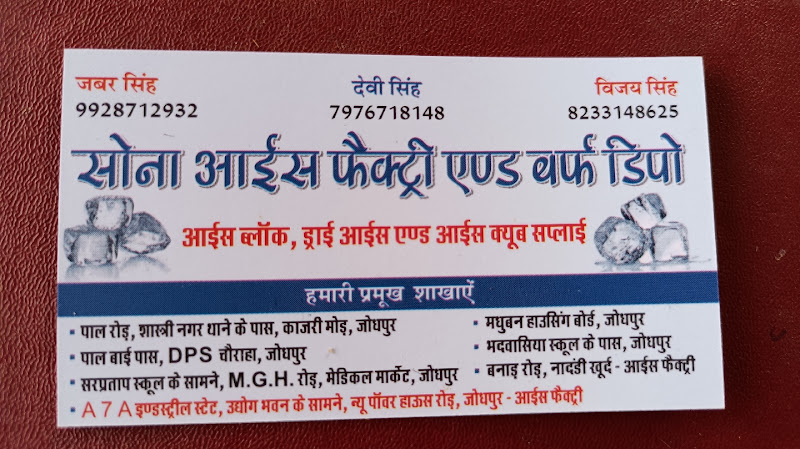 जबर सिंह देवी सिंह विजय सिंह
9928712932 7976718148 8233148625
सोना आईस फैक्ट्री एण्ड वर्फ डिपो
आईस ब्लॉक, ड्राई आईस एण्ड आईस क्यूब सप्लाई
हमारी प्रमुख शाखाऐं
• पाल रोड़, शास्त्री नगर थाने के पास, काजरी मोड़, जोधपुर
• पाल बाई पास, DPS चौराहा, जोधपुर
• सरप्रताप स्कूल के सामने, M.G.H. रोड़, मेडिकल मार्केट, जोधपुर
• मधुबन हाउसिंग बोर्ड, जोधपुर
• भदवासिया स्कूल के पास, जोधपुर
• बनाड़ रोड़, नादंडी खूर्द - आईस फैक्ट्री
• A 7 A इण्डस्ट्रील स्टेट, उद्योग भवन के सामने, न्यू पॉवर हाऊस रोड़, जोधपुर - आईस फैक्ट्री